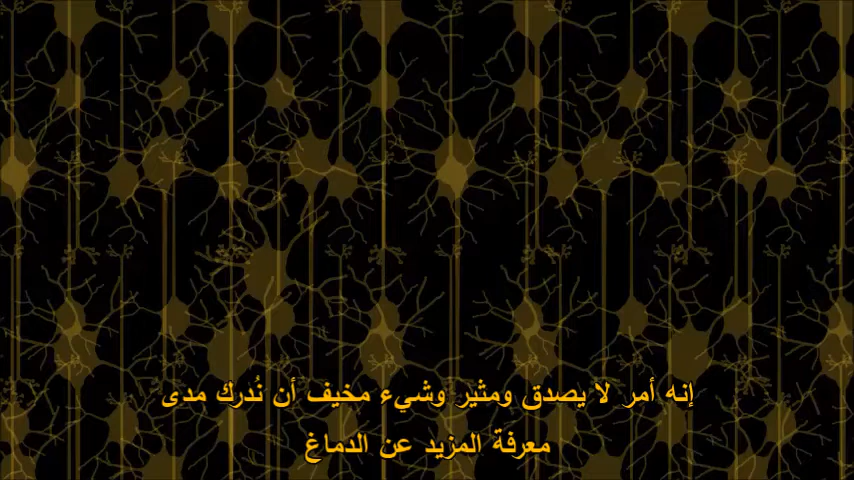 إنه أمر لا يصدق ومثير وشيء مخيف أن نُدرك مدى
معرفة المزيد عن الدماغ